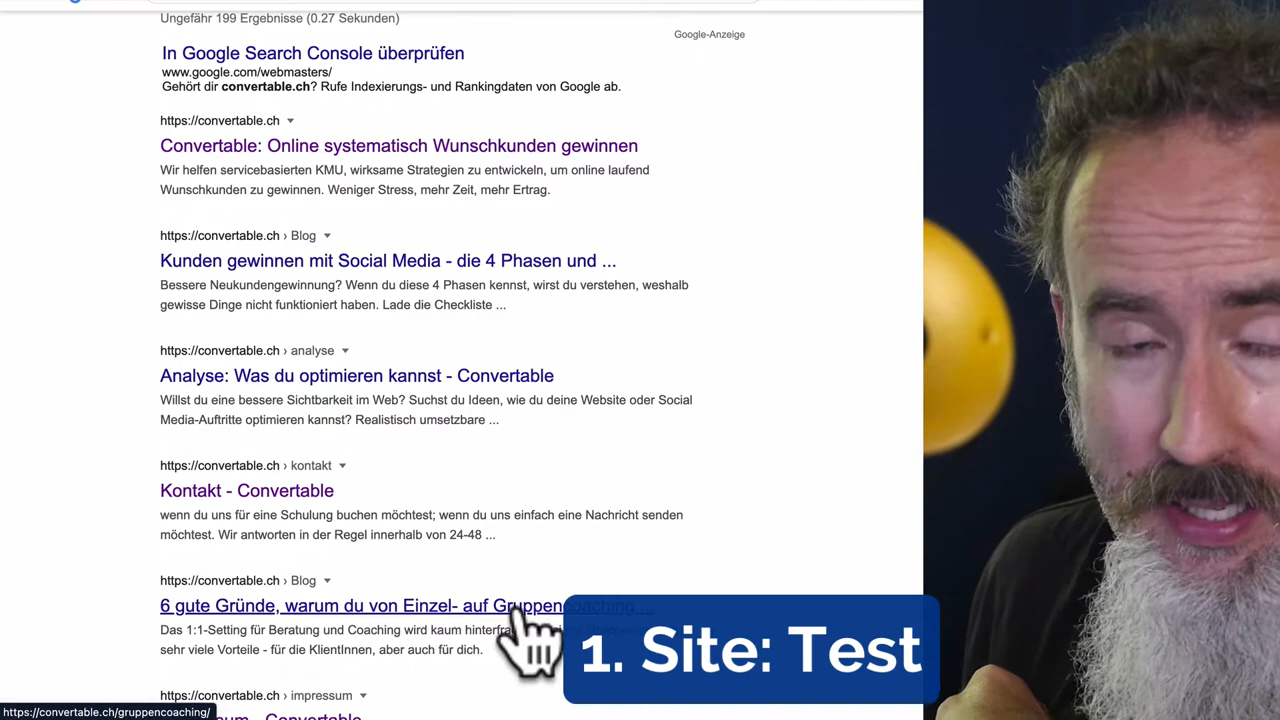 Ungefähr 199 Ergebnisse (0.27 Sekunden)
Google-Anzeige
In Google Search Console überprüfen
www.google.com/webmasters/
Gehört dir convertable.ch? Rufe Indexierungs- und Rankingdaten von Google ab.
https://convertable.ch
Convertable: Online systematisch Wunschkunden gewinnen
Wir helfen servicebasierten KMU, wirksame Strategien zu entwickeln, um online laufend
Wunschkunden zu gewinnen. Weniger Stress, mehr Zeit, mehr Ertrag.
https://convertable.ch › Blog
Kunden gewinnen mit Social Media - die 4 Phasen und ...
Bessere Neukundengewinnung? Wenn du diese 4 Phasen kennst, wirst du verstehen, weshalb
gewisse Dinge nicht funktioniert haben. Lade die Checkliste ...
https://convertable.ch › analyse
Analyse: Was du optimieren kannst - Convertable
Willst du eine bessere Sichtbarkeit im Web? Suchst du Ideen, wie du deine Website oder Social
Media-Auftritte optimieren kannst? Realistisch umsetzbare ...
https://convertable.ch › kontakt
Kontakt - Convertable
wenn du uns für eine Schulung buchen möchtest; wenn du uns einfach eine Nachricht senden
möchtest. Wir antworten in der Regel innerhalb von 24-48 ...
https://convertable.ch › Blog
6 gute Gründe, warum du von Einzel- auf Gruppencoaching ...
Das 1:1-Setting für Beratung und Coaching wird kaum
sehr viele Vorteile - für die KlientInnen, aber auch für dich.
1. Site: Test
https://convertable.ch › impressum
Convertable
https://convertable.ch/gruppencoaching/